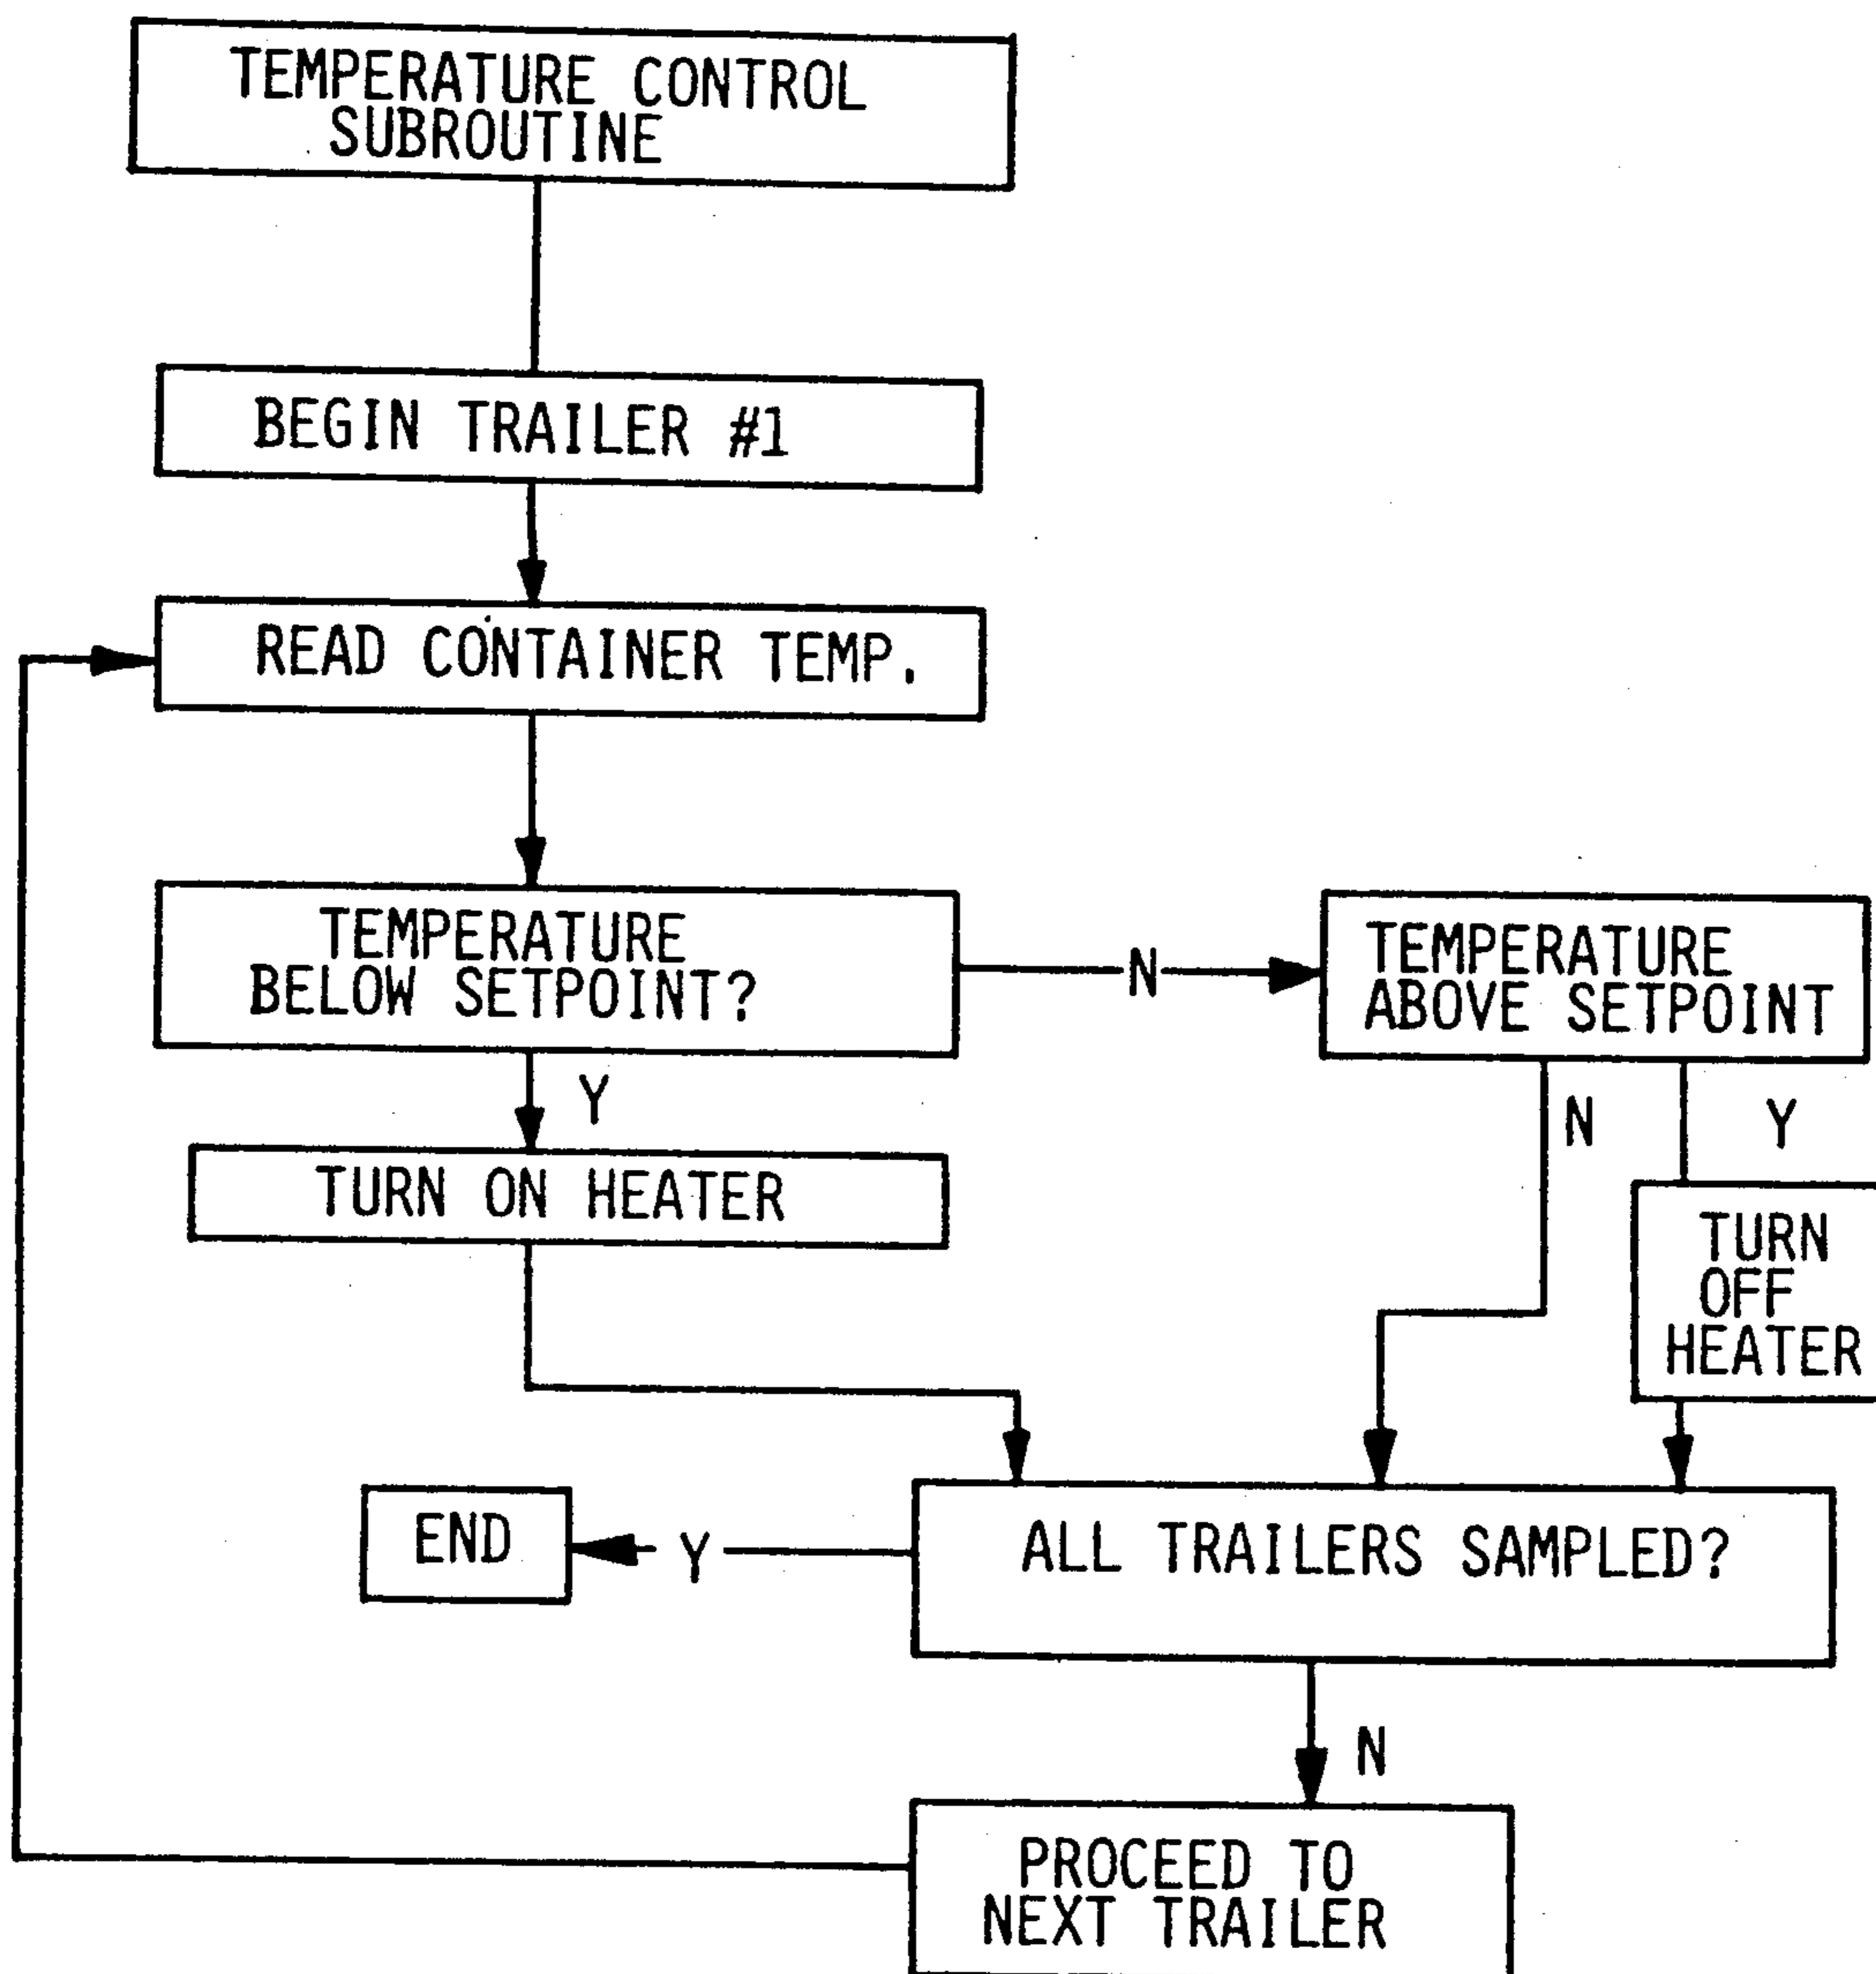 TEMPERATURE CONTROL
SUBROUTINE
BEGIN TRAILER #1
READ CONTAINER TEMP.
TEMPERATURE
BELOW SETPOINT?
N
TEMPERATURE
ABOVE SETPOINT
Y
N
Y
TURN ON HEATER
TURN
OFF
HEATER
END
Y
ALL TRAILERS SAMPLED?
N
PROCEED TO
NEXT TRAILER